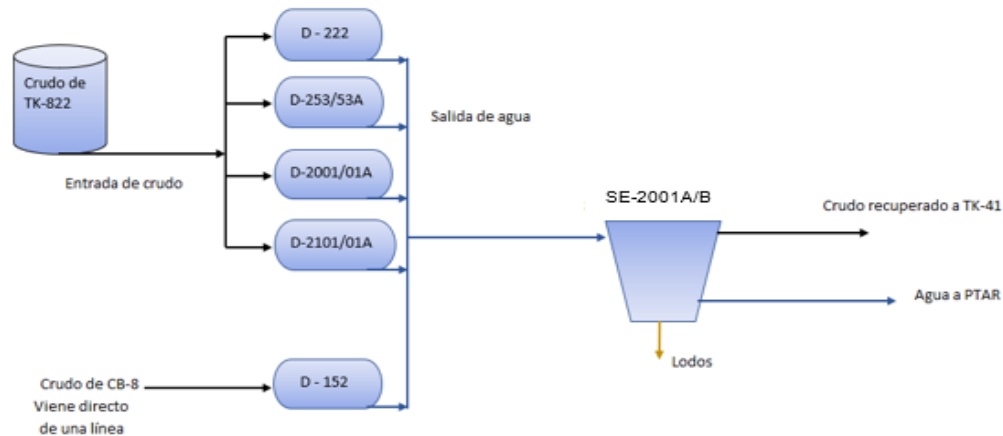 D - 222
Crudo de
TK-822
D-253/53A
Salida de agua
Entrada de crudo
D-2001/01A
SE-2001A/B
Crudo recuperado a TK-41
D-2101/01A
Agua a PTAR
Lodos
D - 152
Crudo de CB-8
Viene directo
de una línea